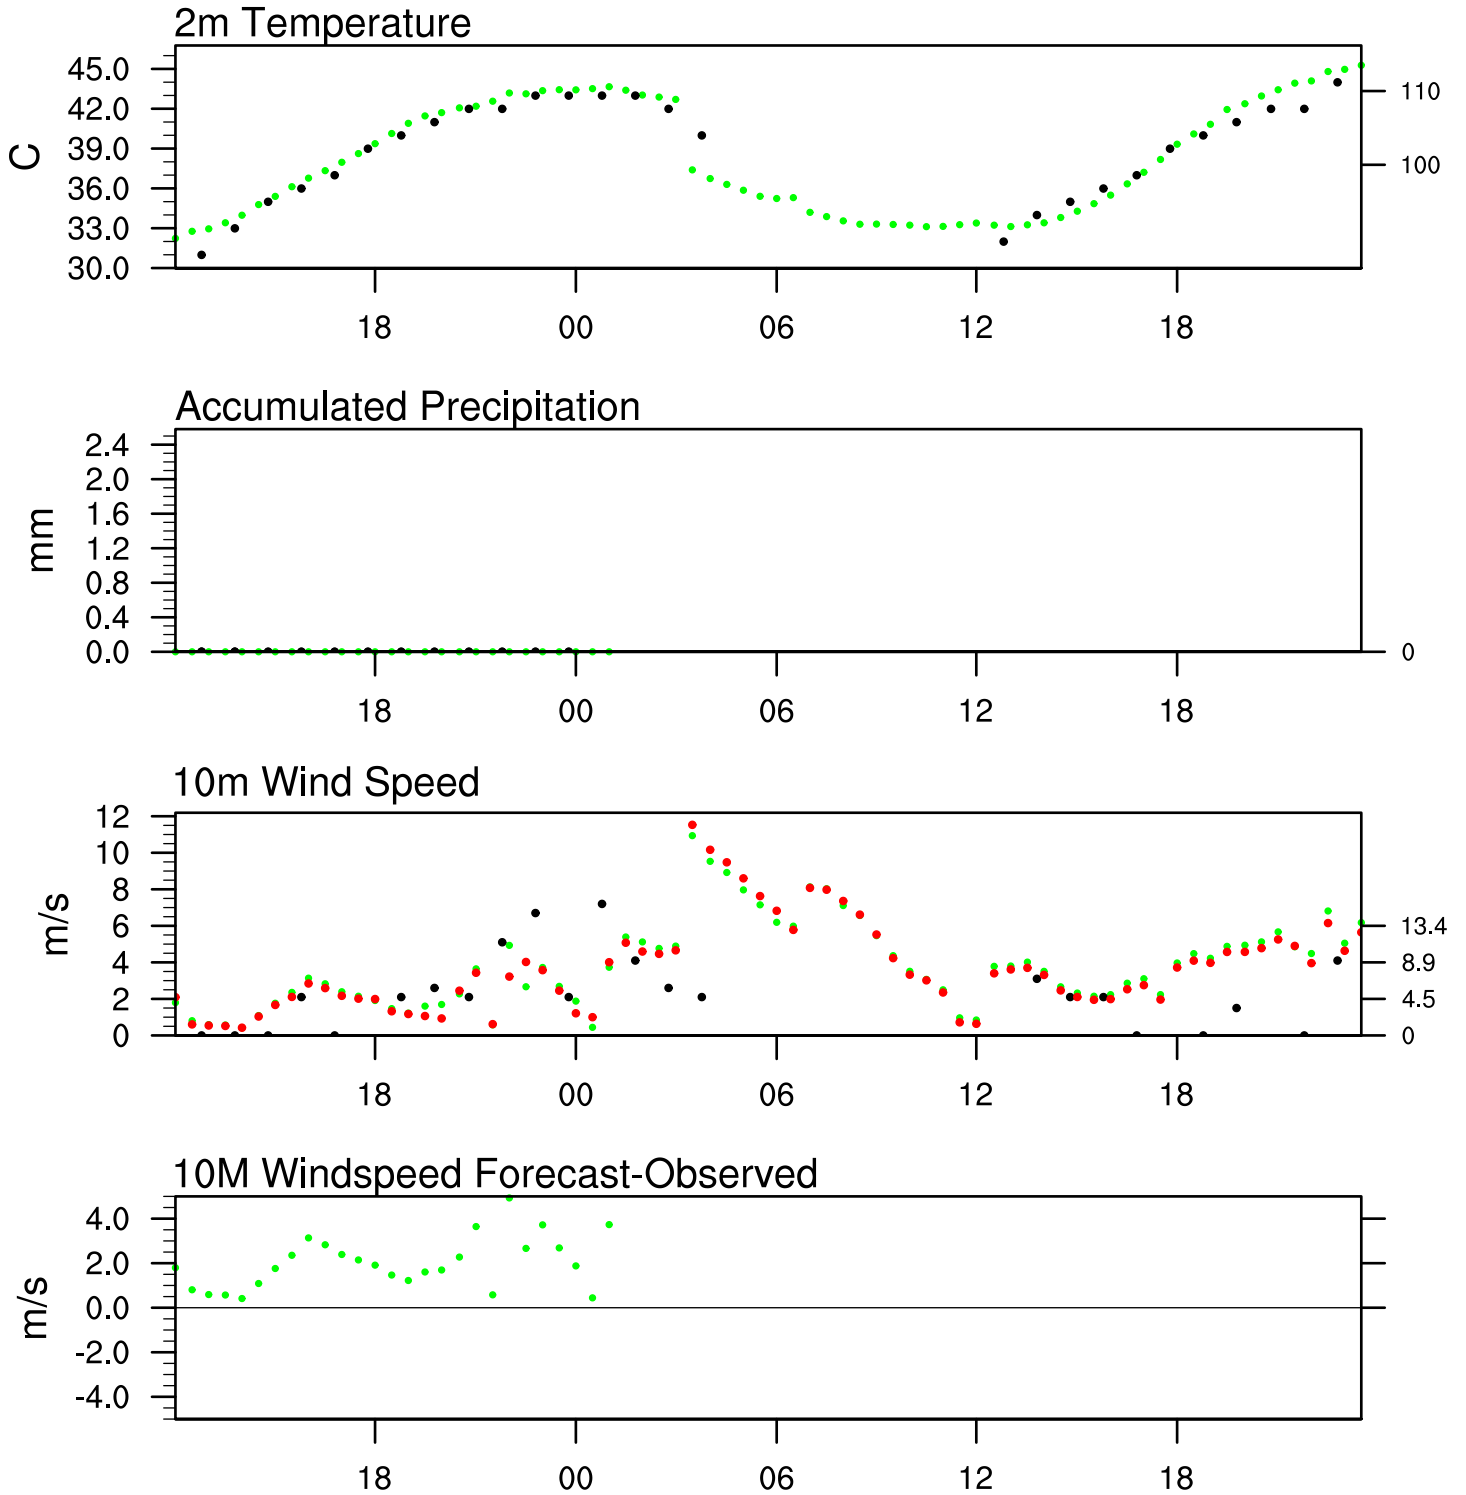 2m Temperature
45.0
42.0
39.0
36.0
33.0
30.0
C
110
100
18 00 06 12 18
Accumulated Precipitation
2.4
2.0
1.6
1.2
0.8
0.4
0.0
mm
0
18 00 06 12 18
10m Wind Speed
12
10
8
6
4
2
0
m/s
13.4
8.9
4.5
0
18 00 06 12 18
10M Windspeed Forecast-Observed
4.0
2.0
0.0
-2.0
-4.0
m/s
18 00 06 12 18